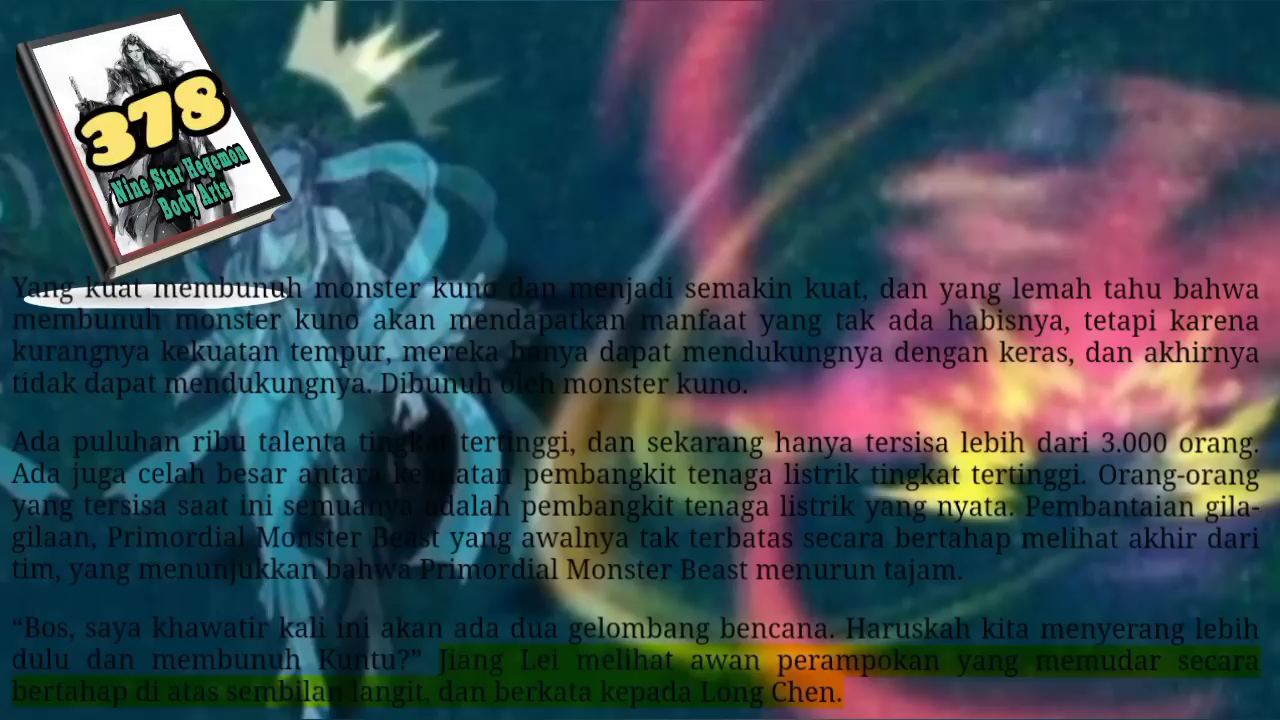 378
Nine Star Hegemon
Body Arts
Yang kuat membunuh monster kuno dan menjadi semakin kuat, dan yang lemah tahu bahwa
membunuh monster kuno akan mendapatkan manfaat yang tak ada habisnya, tetapi karena
kurangnya kekuatan tempur, mereka hanya dapat mendukungnya dengan keras, dan akhirnya
tidak dapat mendukungnya. Dibunuh oleh monster kuno.
Ada puluhan ribu talenta tingkat tertinggi, dan sekarang hanya tersisa lebih dari 3.000 orang.
Ada juga celah besar antara kekuatan pembangkit tenaga listrik tingkat tertinggi. Orang-orang
yang tersisa saat ini semuanya adalah pembangkit tenaga listrik yang nyata. Pembantaian gila-
gilaan, Primordial Monster Beast yang awalnya tak terbatas secara bertahap melihat akhir dari
tim, yang menunjukkan bahwa Primordial Monster Beast menurun tajam.
“Bos, saya khawatir kali ini akan ada dua gelombang bencana. Haruskah kita menyerang lebih
dulu dan membunuh Kuntu?” Jiang Lei melihat awan perampokan yang memudar secara
bertahap di atas sembilan langit, dan berkata kepada Long Chen.